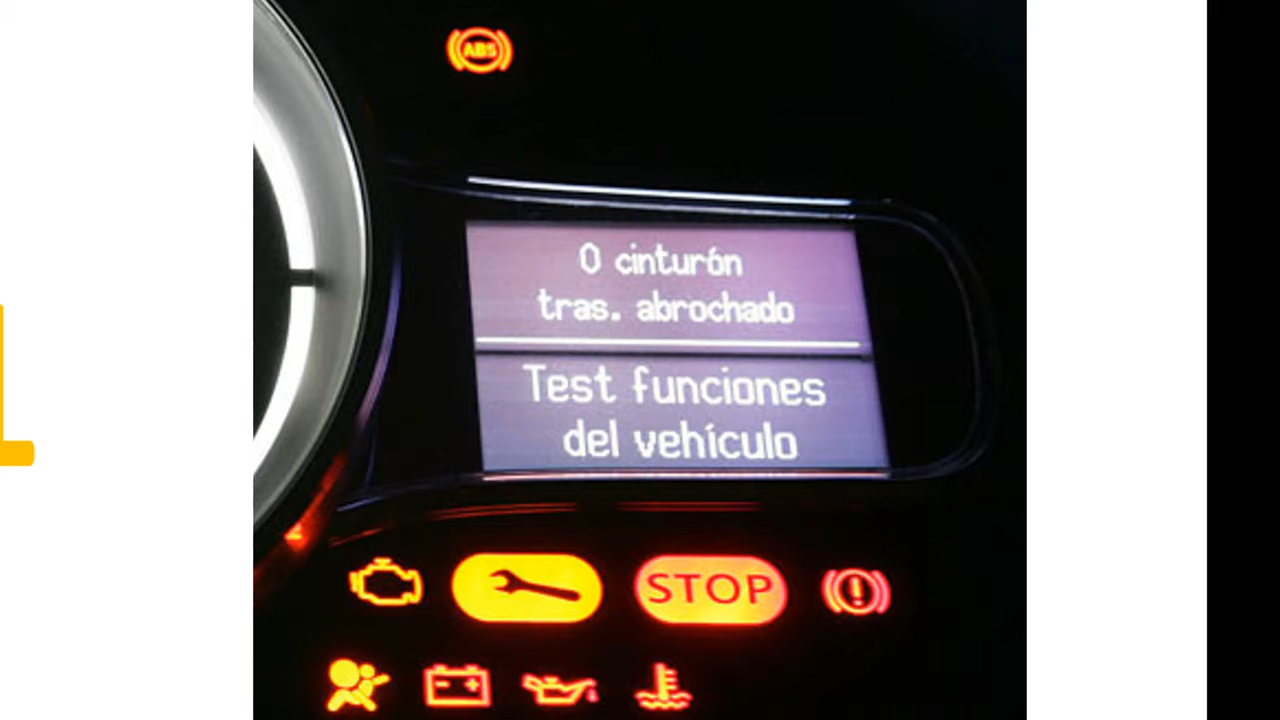 ABS
0 cinturón
tras. abrochado
Test funciones
del vehículo
STOP